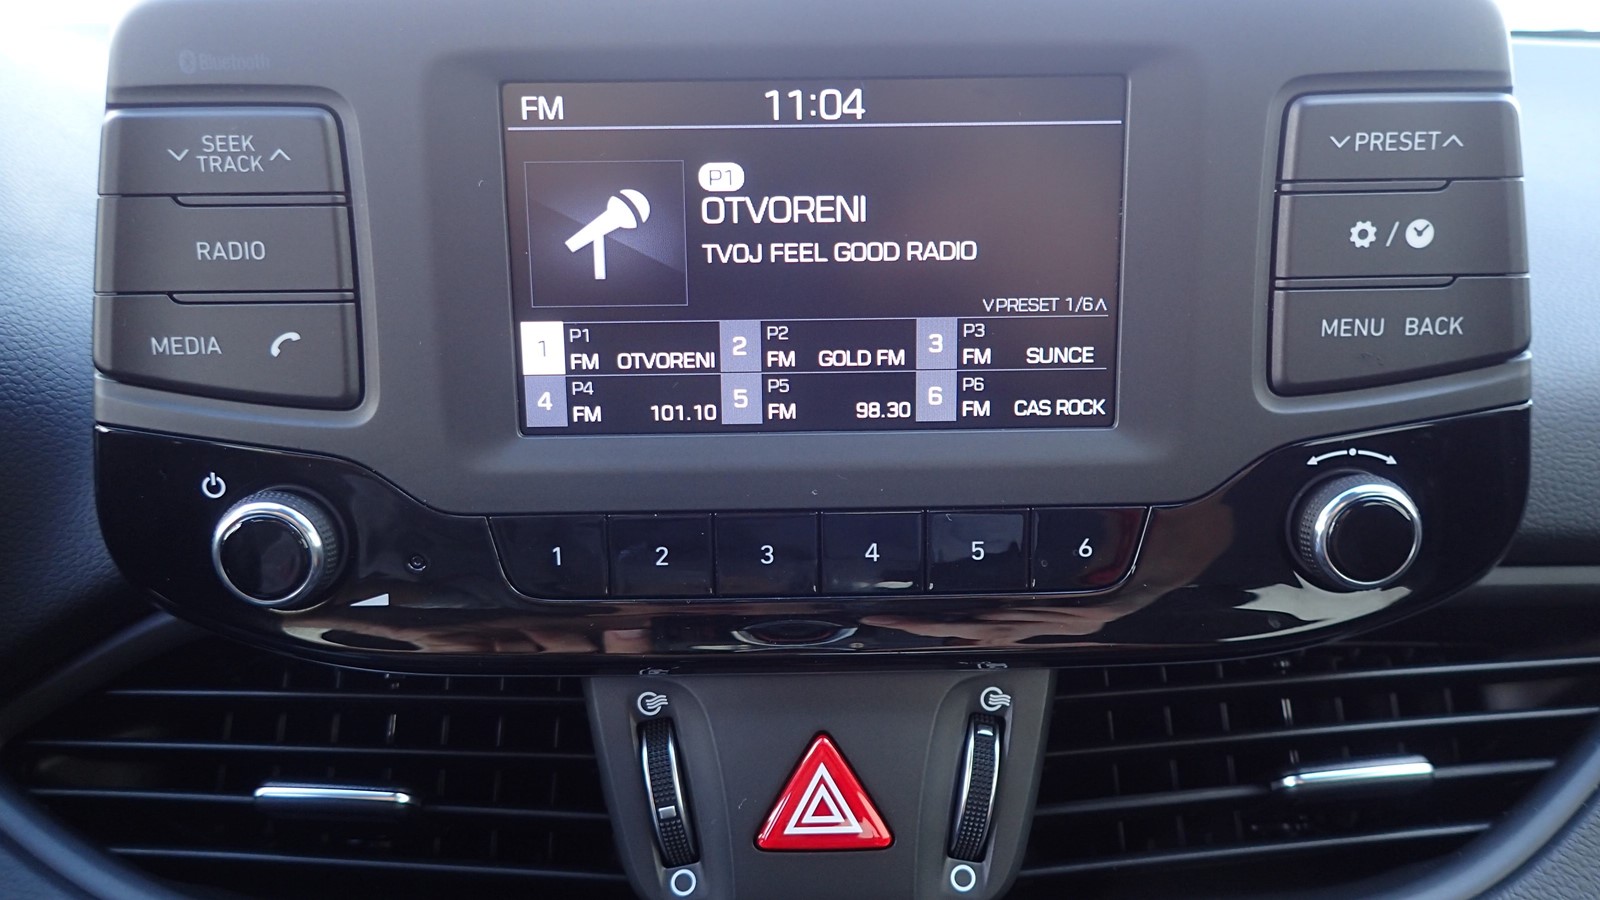 Bluetooth
SEEK
TRACK
RADIO
MEDIA
FM 11:04
P1
OTVORENI
TVOJ FEEL GOOD RADIO
PRESET 1/6
1 P1 FM OTVORENI
2 P2 FM GOLD FM
3 P3 FM SUNCE
4 P4 FM 101.10
5 P5 FM 98.30
6 P6 FM CAS ROCK
PRESET
/
MENU BACK
1 2 3 4 5 6